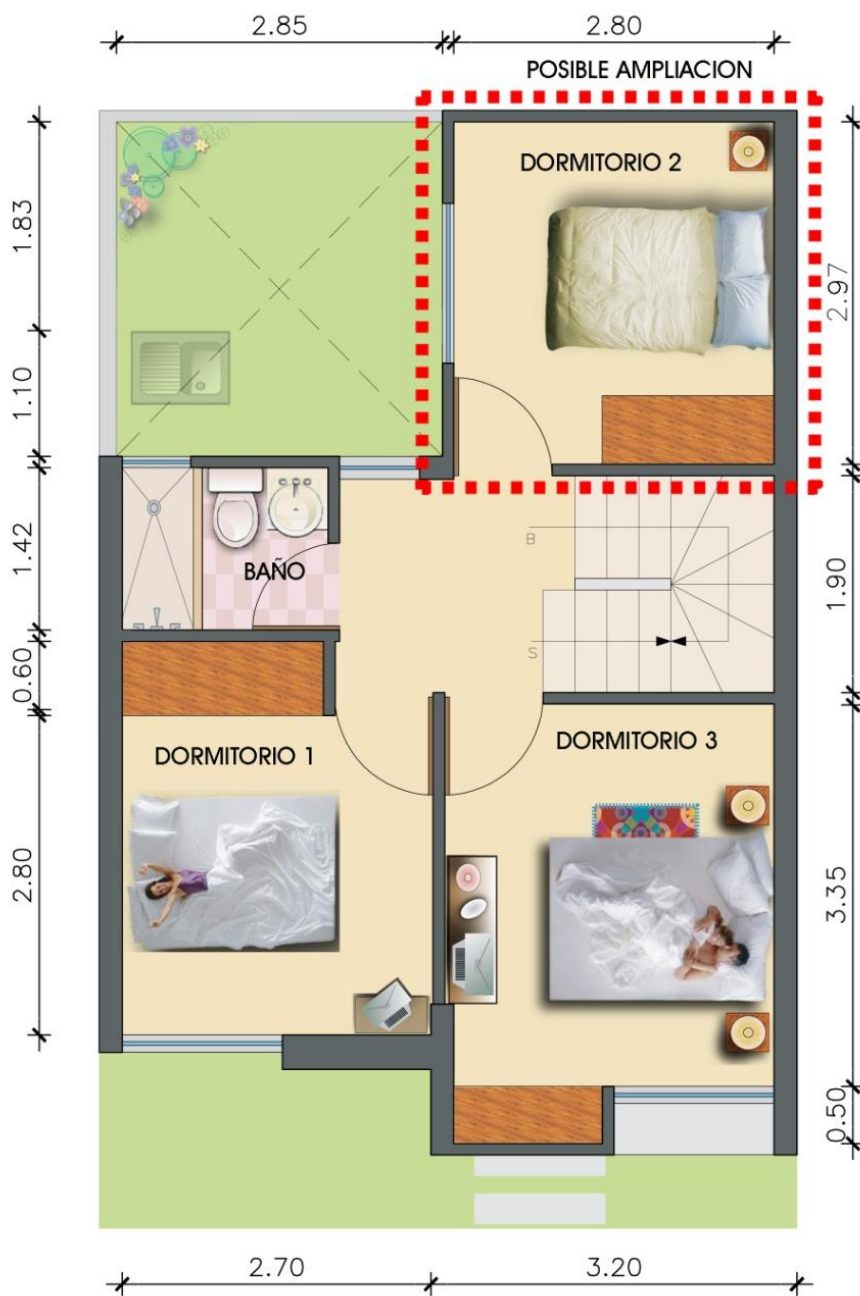 2.85
2.80
POSIBLE AMPLIACION
DORMITORIO 2
1.83
2.97
1.10
B
1.42
BAÑO
1.90
S
0.60
DORMITORIO 1
DORMITORIO 3
2.80
3.35
0.50
2.70
3.20